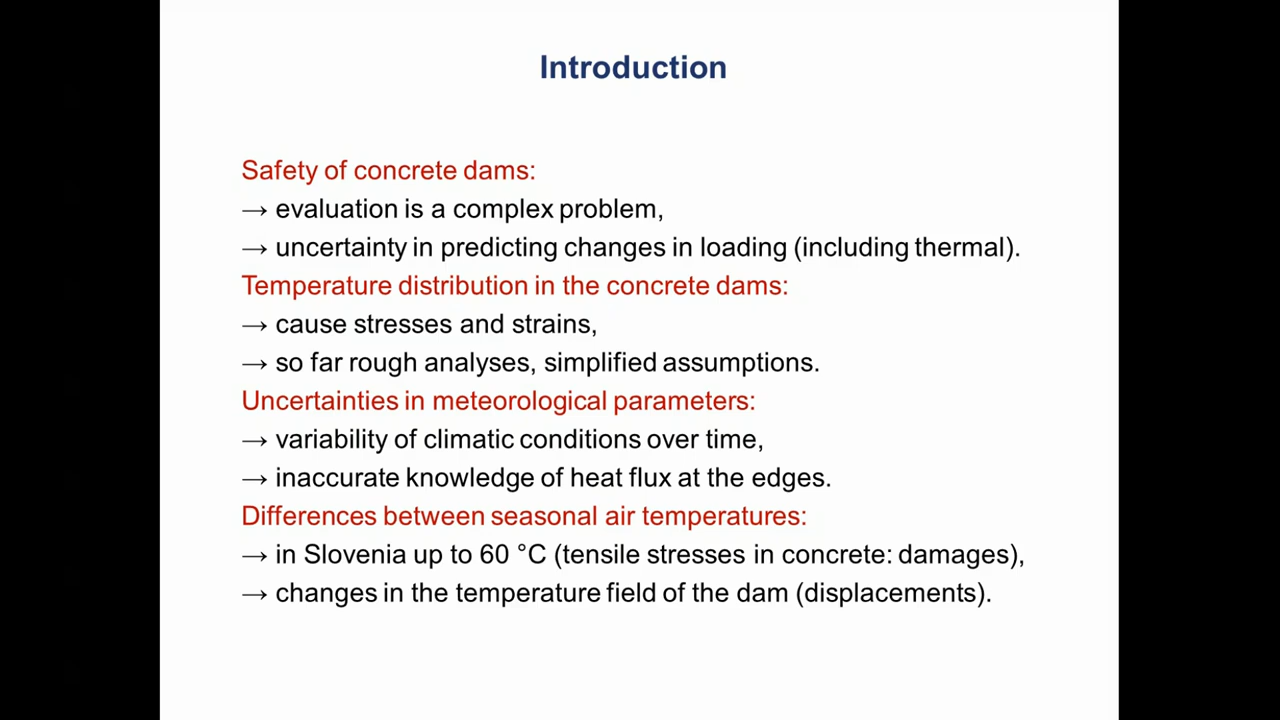 Introduction
Safety of concrete dams:
→ evaluation is a complex problem,
→ uncertainty in predicting changes in loading (including thermal).
Temperature distribution in the concrete dams:
→ cause stresses and strains,
→ so far rough analyses, simplified assumptions.
Uncertainties in meteorological parameters:
→ variability of climatic conditions over time,
→ inaccurate knowledge of heat flux at the edges.
Differences between seasonal air temperatures:
→ in Slovenia up to 60 °C (tensile stresses in concrete: damages),
→ changes in the temperature field of the dam (displacements).